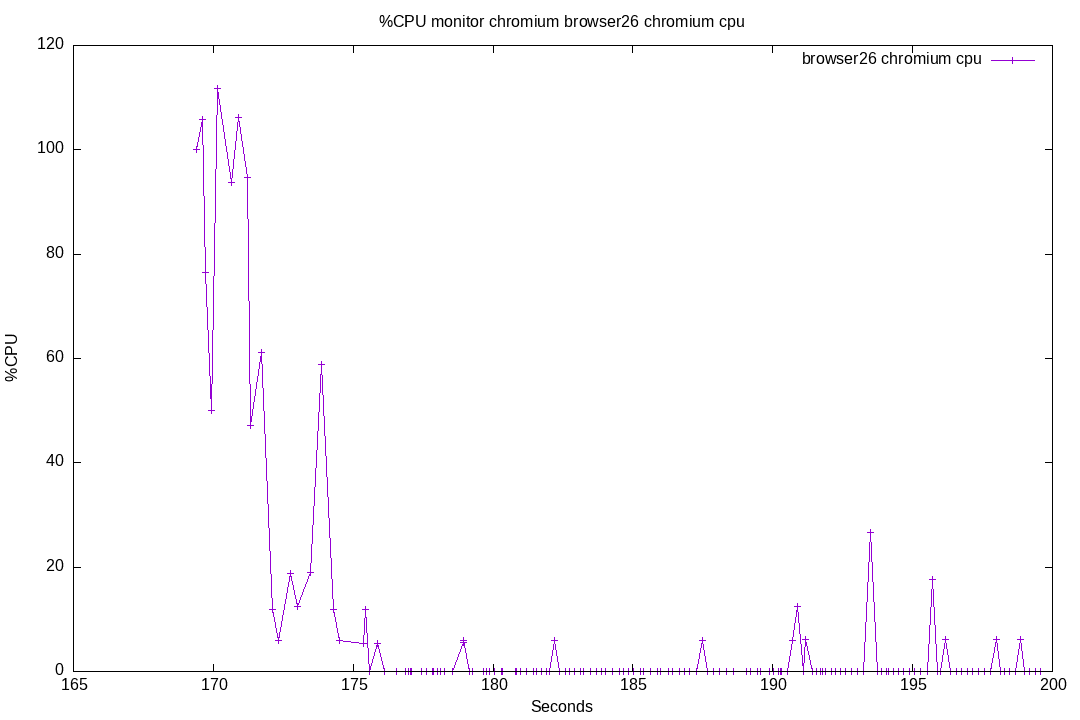 %CPU monitor chromium browser26 chromium cpu
browser26 chromium cpu
120
100
80
60
40
20
0
%CPU
165 170 175 180 185 190 195 200
Seconds